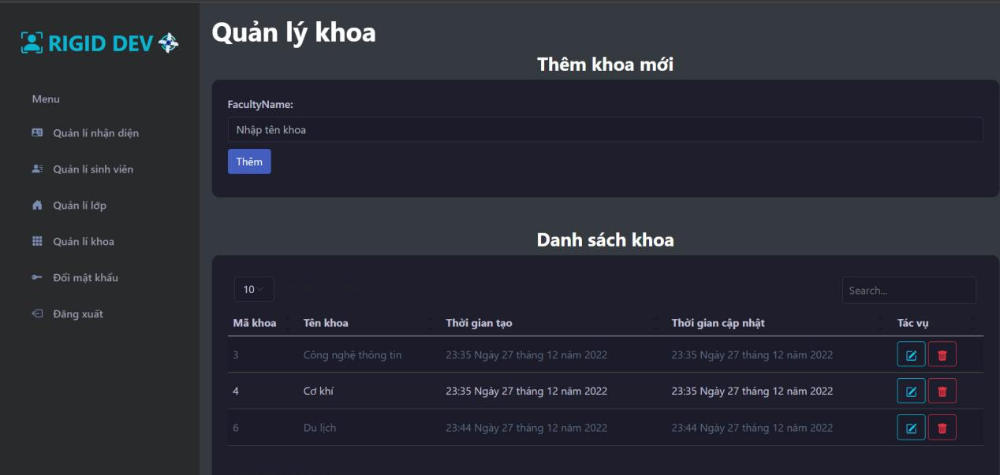 RIGID DEV
Menu
Quản lí nhận diện
Quản lí sinh viên
Quản lí lớp
Quản lí khoa
Đổi mật khẩu
Đăng xuất
Quản lý khoa
Thêm khoa mới
FacultyName:
Nhập tên khoa
Thêm
Danh sách khoa
10
Search...
Mã khoa Tên khoa Thời gian tạo Thời gian cập nhật Tác vụ
3 Công nghệ thông tin 23:35 Ngày 27 tháng 12 năm 2022 23:35 Ngày 27 tháng 12 năm 2022
4 Cơ khí 23:35 Ngày 27 tháng 12 năm 2022 23:35 Ngày 27 tháng 12 năm 2022
6 Du lịch 23:44 Ngày 27 tháng 12 năm 2022 23:44 Ngày 27 tháng 12 năm 2022